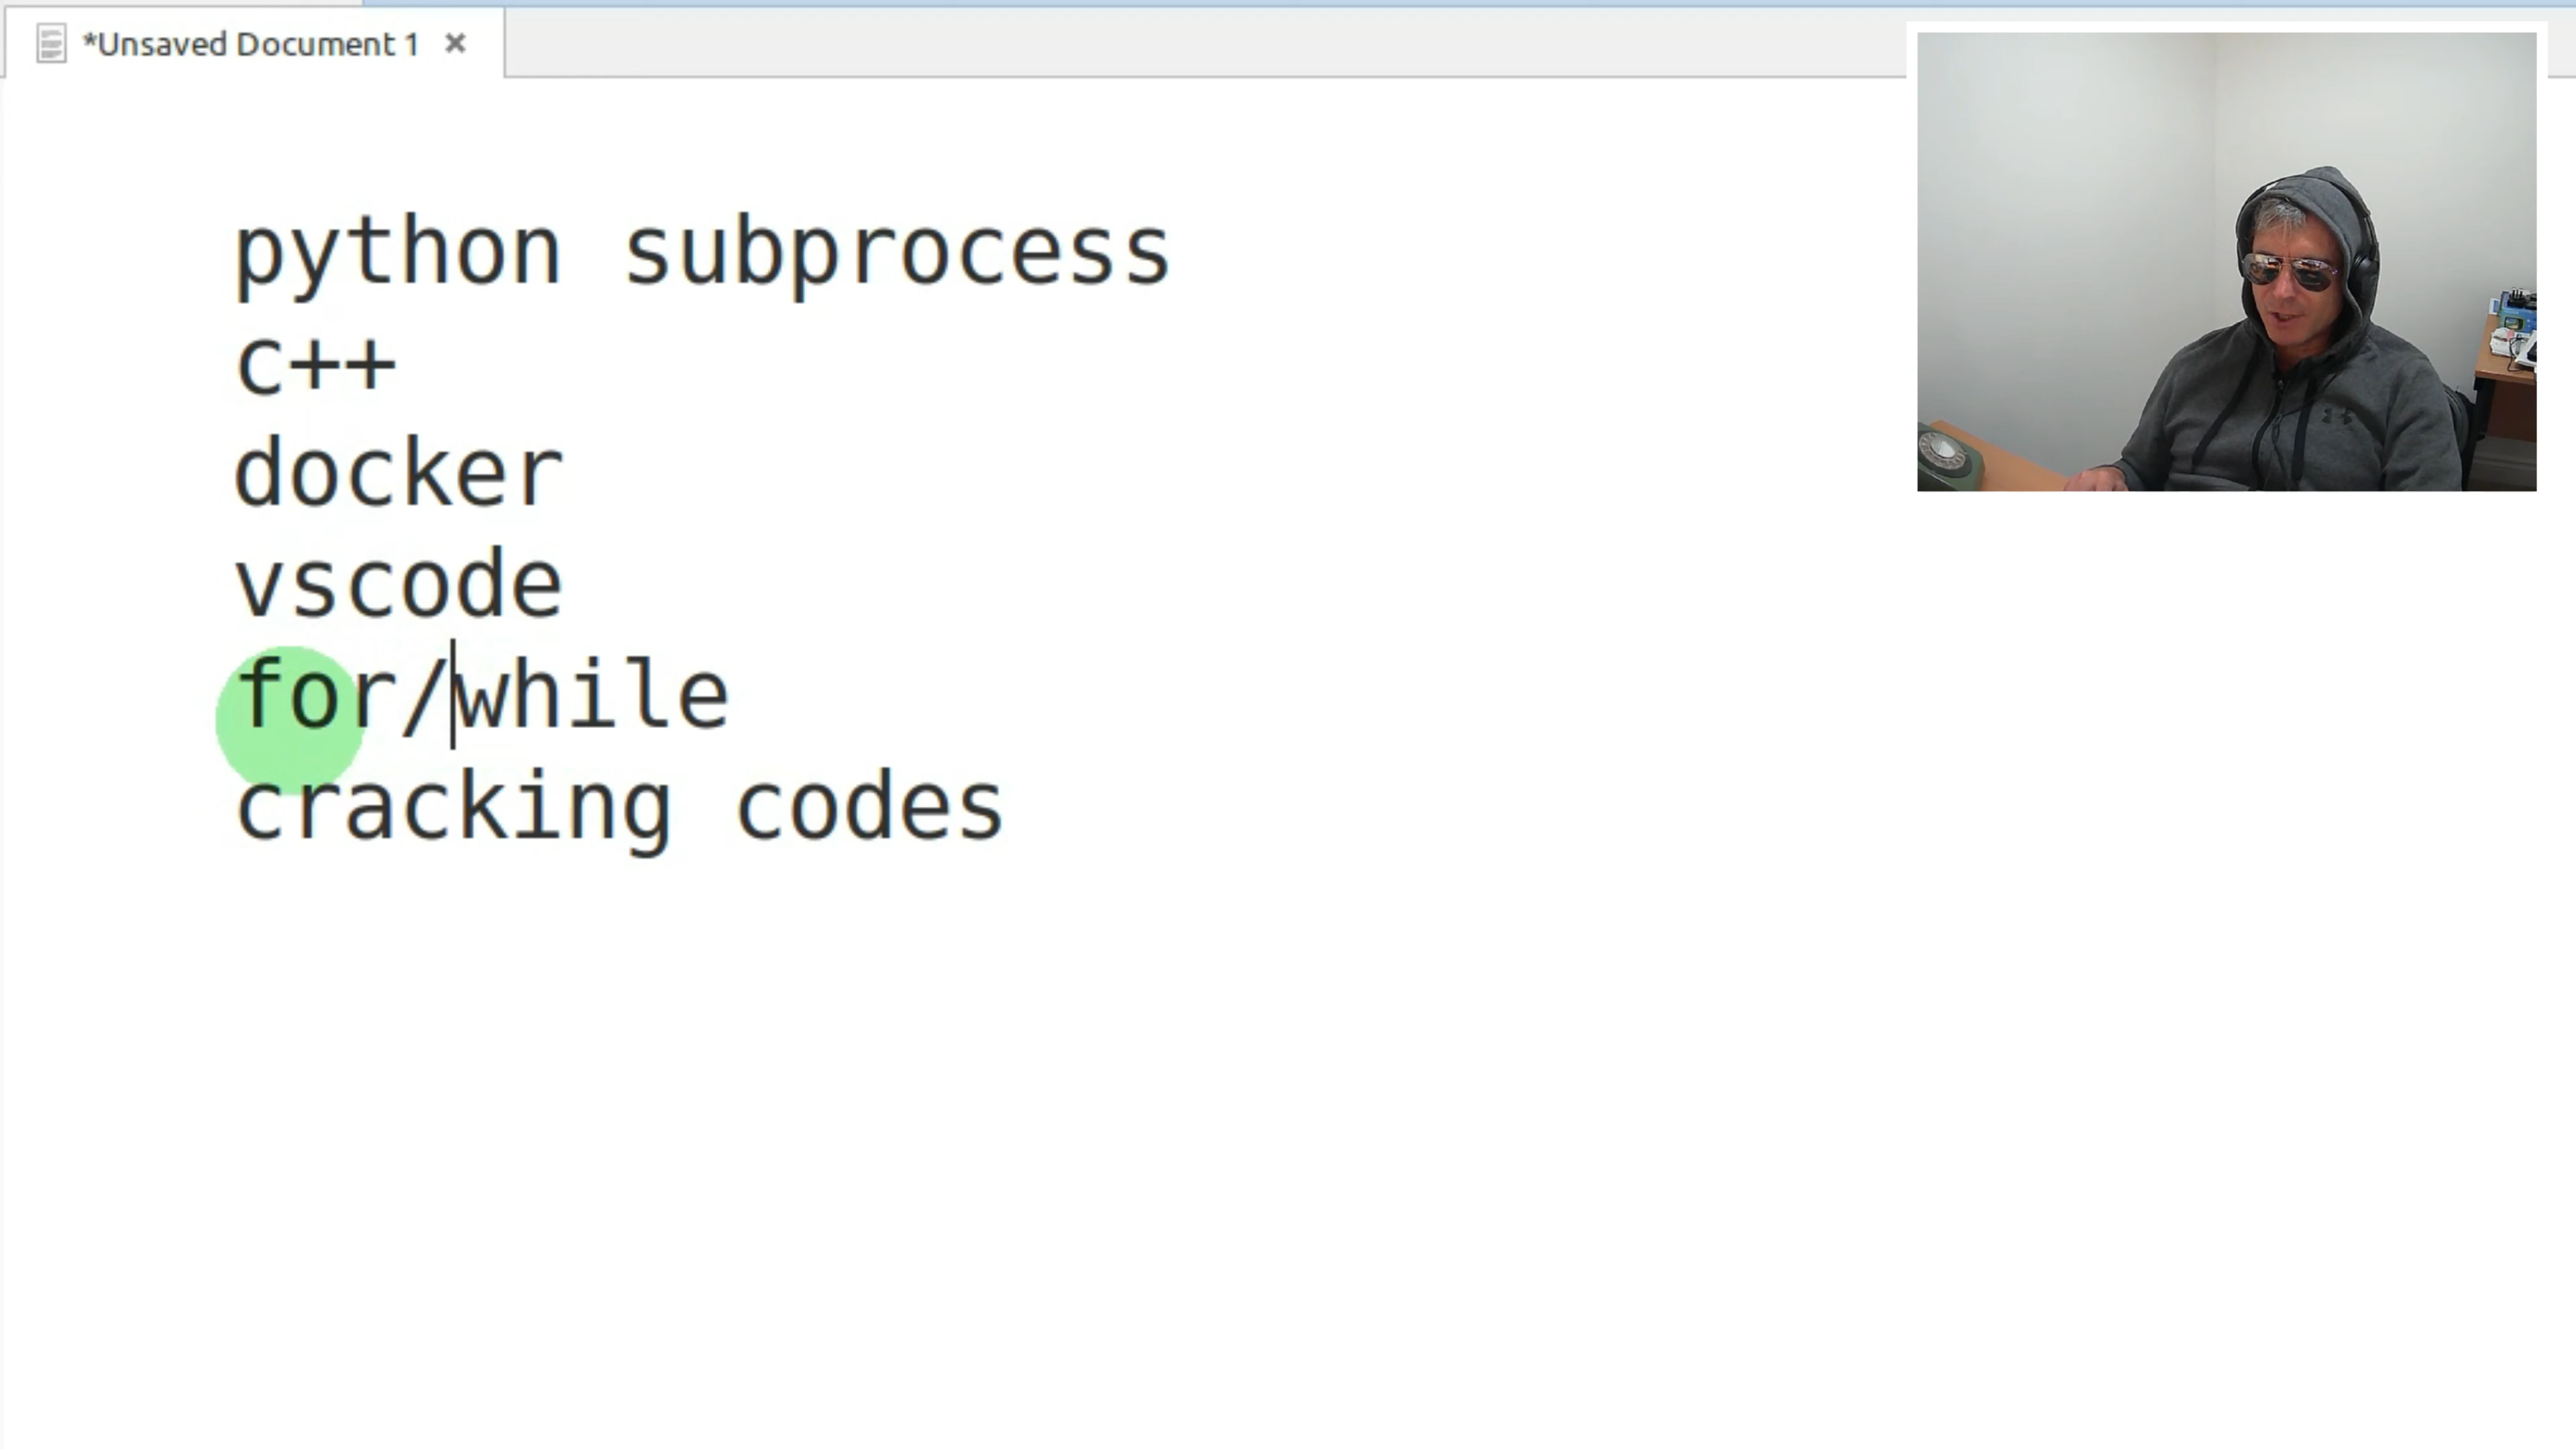 *Unsaved Document 1
python subprocess
c++
docker
vscode
for/while
cracking codes